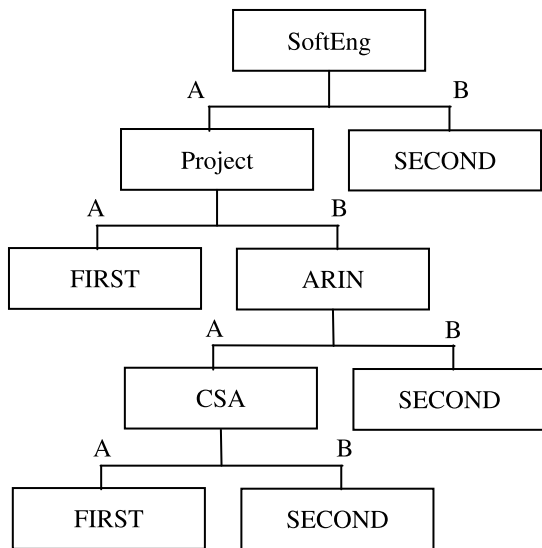 SoftEng
A B
Project SECOND
A B
FIRST ARIN
A B
CSA SECOND
A B
FIRST SECOND